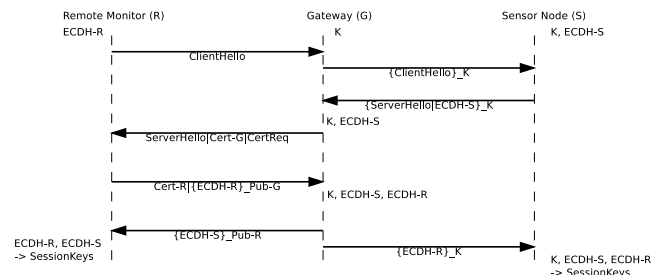 Remote Monitor (R)
Gateway (G)
Sensor Node (S)
ECDH-R
K
K, ECDH-S
ClientHello
{ClientHello}_K
{ServerHello|ECDH-S}_K
K, ECDH-S
ServerHello|Cert-G|CertReq
Cert-R|{ECDH-R}_Pub-G
K, ECDH-S, ECDH-R
{ECDH-S}_Pub-R
ECDH-R, ECDH-S
-> SessionKeys
{ECDH-R}_K
K, ECDH-S, ECDH-R
-> SessionKeys